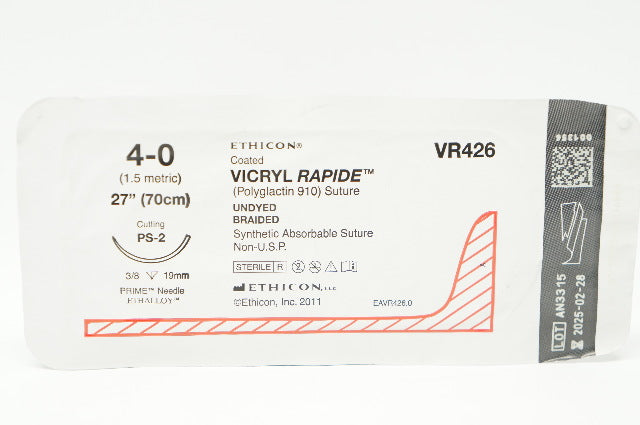 4-0
(1.5 metric)
27” (70cm)
Cutting
PS-2
3/8 19mm
PRIME™ Needle
ETHALLOY™
ETHICON®
Coated
VICRYL RAPIDE™
(Polyglactin 910) Suture
UNDYED
BRAIDED
Synthetic Absorbable Suture
Non-U.S.P.
STERILE R
ETHICON, LLC
©Ethicon, Inc. 2011
EAVR426.0
VR426
LOT AN3315
2025-02-28